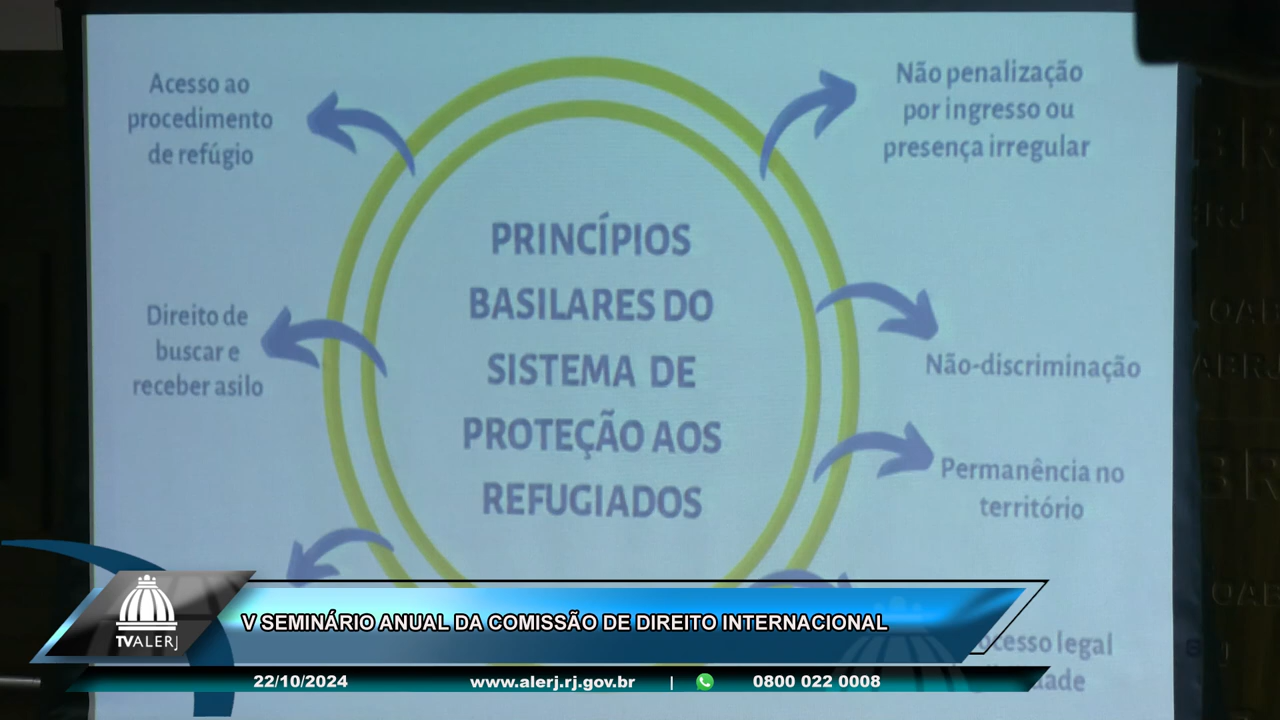 Acesso ao
procedimento
de refúgio
Não penalização
por ingresso ou
presença irregular
PRINCÍPIOS
BASILARES DO
SISTEMA DE
PROTEÇÃO AOS
REFUGIADOS
Direito de
buscar e
receber asilo
Não-discriminação
Permanência no
território
legal
V SEMINÁRIO ANUAL DA COMISSÃO DE DIREITO INTERNACIONAL
TVALERJ
22/10/2024 www.alerj.rj.gov.br | 0800 022 0008